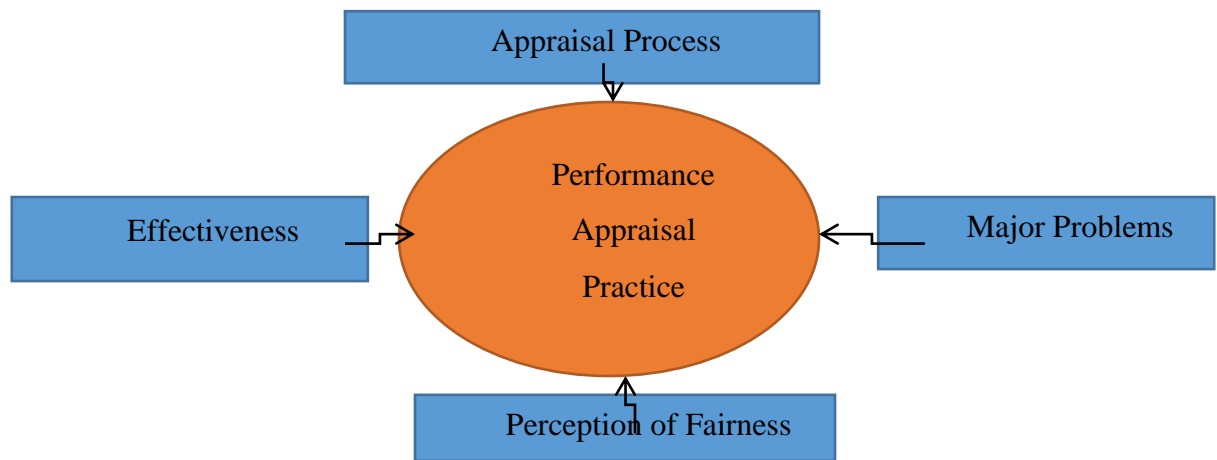 Appraisal Process
Performance
Appraisal
Practice
Effectiveness
Major Problems
Perception of Fairness